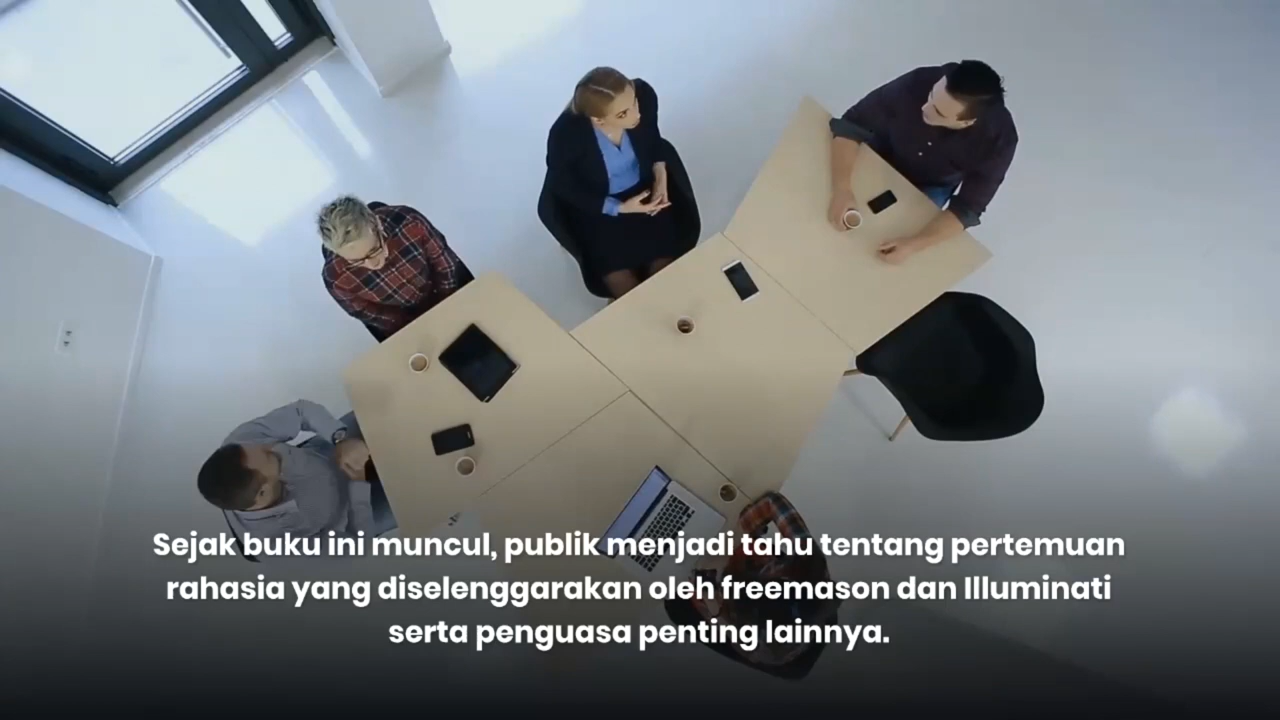 Sejak buku ini muncul, publik menjadi tahu tentang pertemuan
rahasia yang diselenggarakan oleh freemason dan Illuminati
serta penguasa penting lainnya.